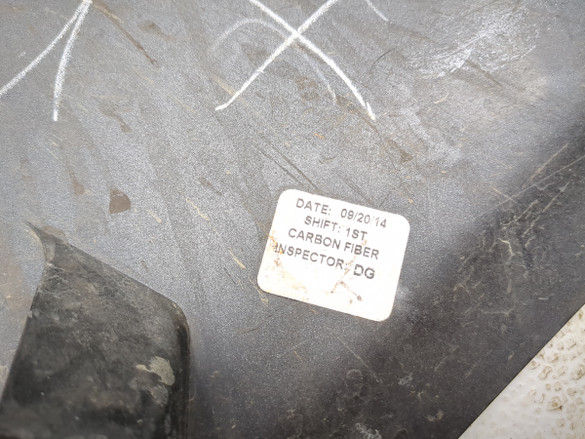 DATE: 09/20/14
SHIFT: 1ST
CARBON FIBER
INSPECTOR: DG